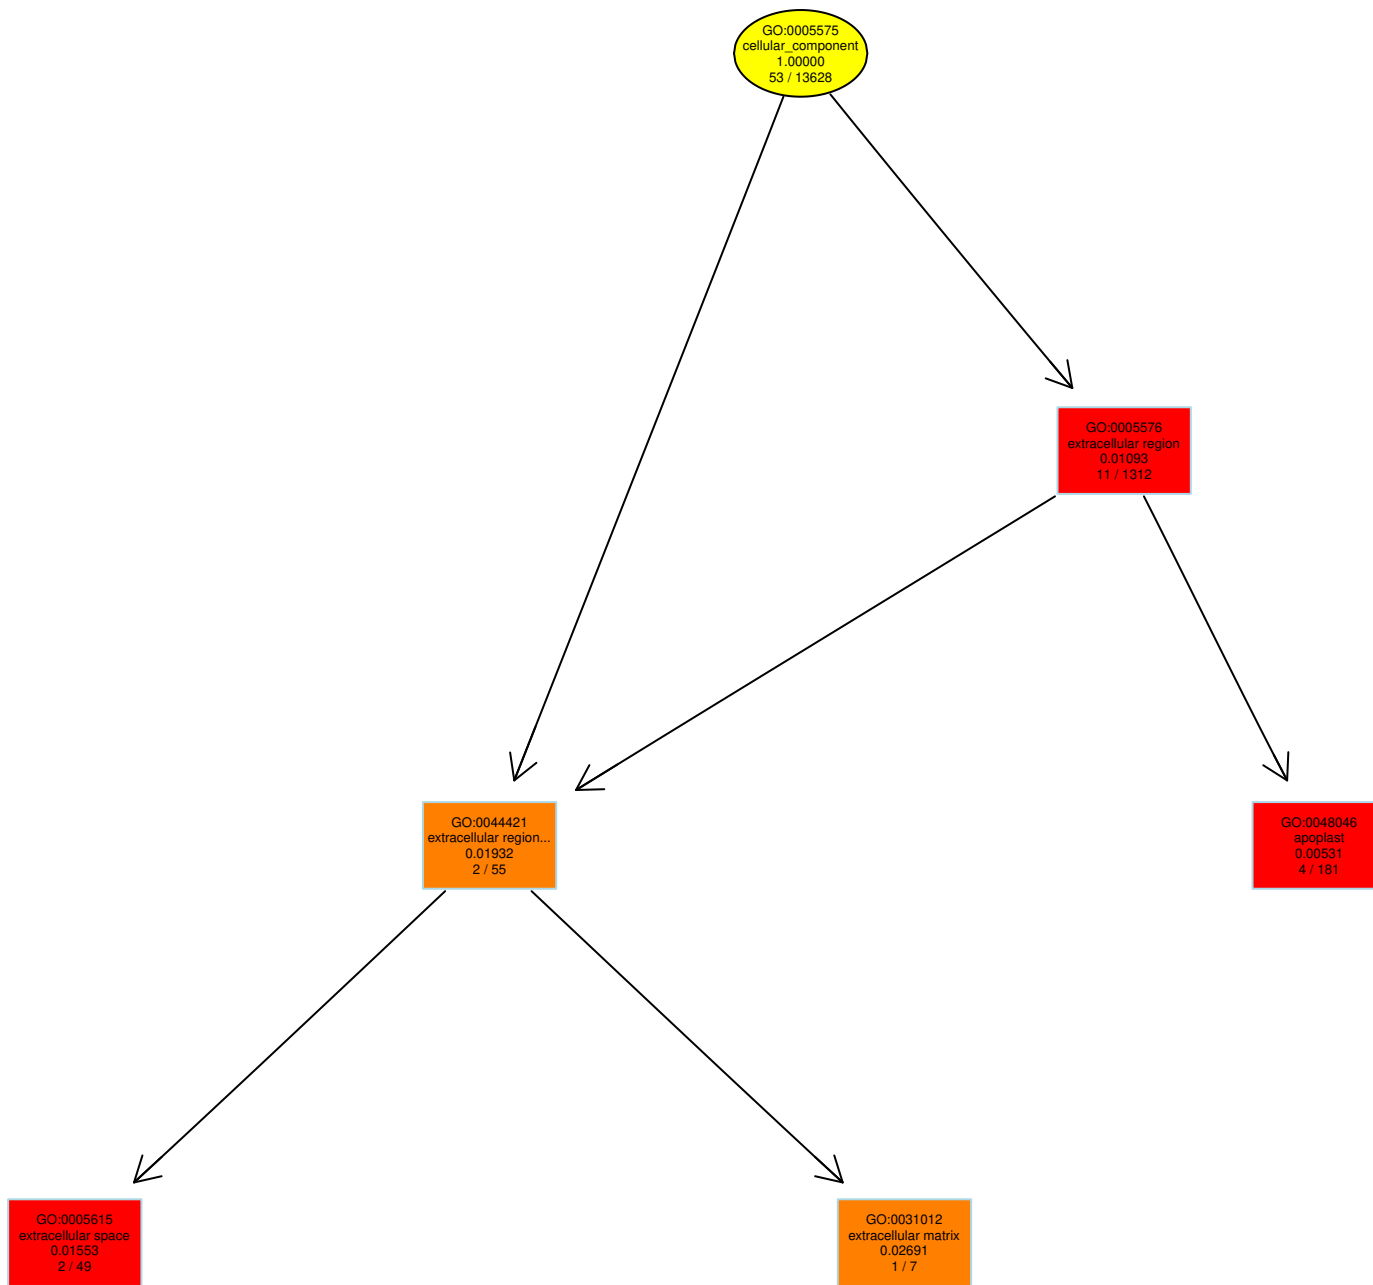 GO:0005575
cellular_component
1.00000
53 / 13628
GO:0005576
extracellular region
0.01093
11 / 1312
GO:0044421
extracellular region...
0.01932
2 / 55
GO:0048046
apoplast
0.00531
4 / 181
GO:0005615
extracellular space
0.01553
2 / 49
GO:0031012
extracellular matrix
0.02691
1 / 7